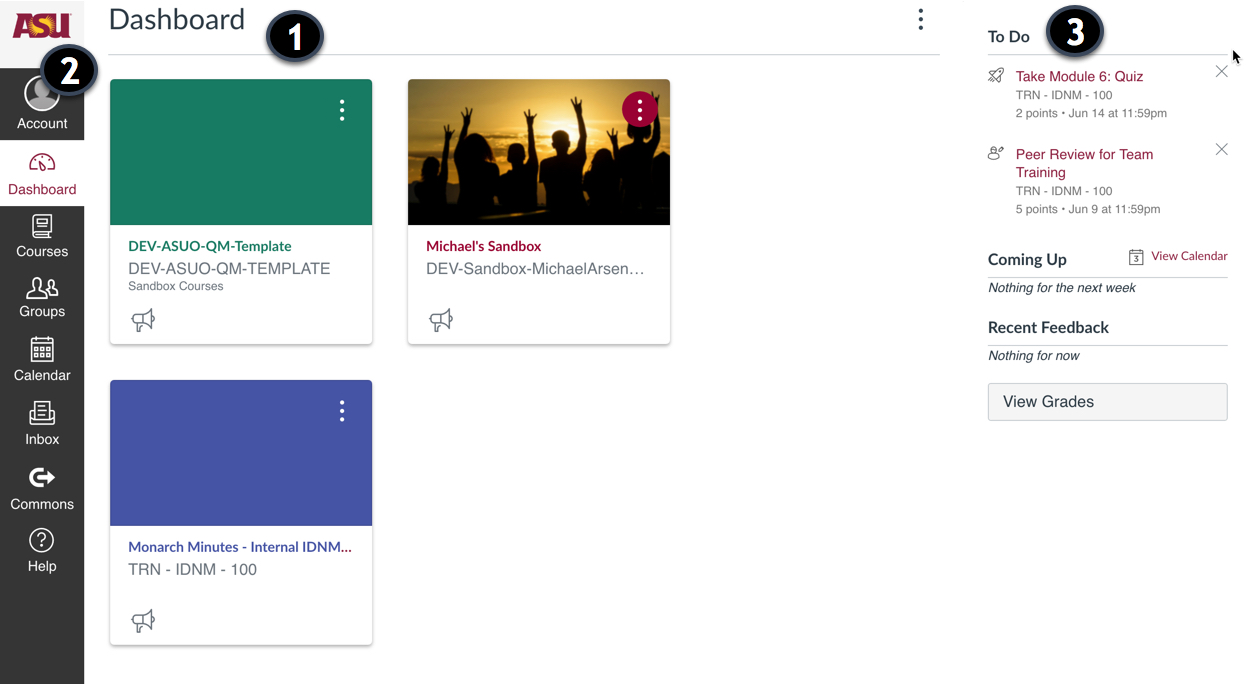 ASU
Dashboard
1
2
Account
Dashboard
Courses
Groups
Calendar
Inbox
Commons
Help
DEV-ASUO-QM-Template
DEV-ASUO-QM-TEMPLATE
Sandbox Courses
Michael's Sandbox
DEV-Sandbox-MichaelArsen...
Monarch Minutes - Internal IDNM...
TRN - IDNM - 100
To Do
3
Take Module 6: Quiz
TRN - IDNM - 100
2 points • Jun 14 at 11:59pm
Peer Review for Team
Training
TRN - IDNM - 100
5 points • Jun 9 at 11:59pm
Coming Up
3
View Calendar
Nothing for the next week
Recent Feedback
Nothing for now
View Grades